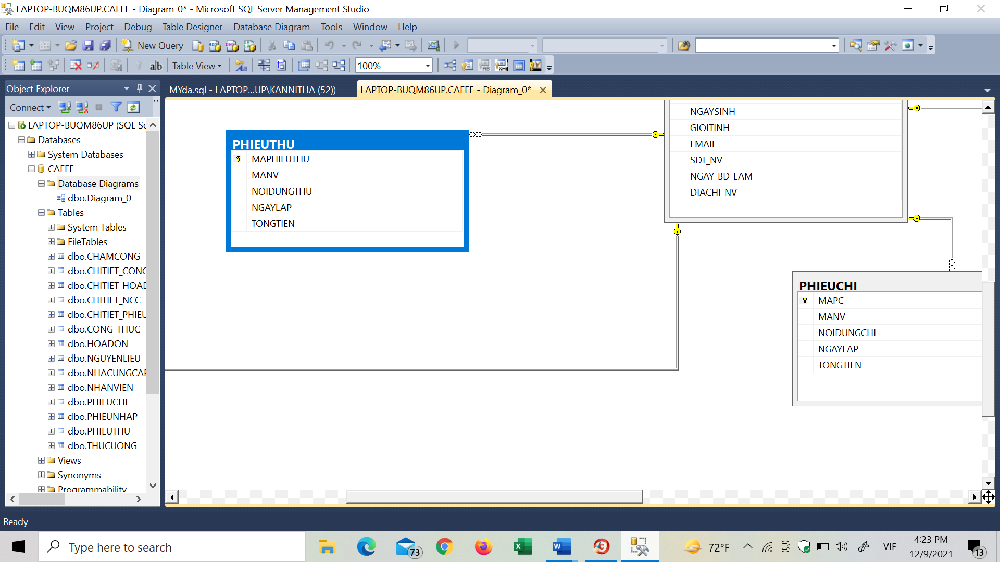 LAPTOP-BUQM86UP.CAFEE - Diagram_0* - Microsoft SQL Server Management Studio
File Edit View Project Debug Table Designer Database Diagram Tools Window Help
New Query
Table View 100%
Object Explorer
MYda.sql - LAPTOP...UP\KANNITHA (52))
LAPTOP-BUQM86UP.CAFEE - Diagram_0*
Connect
LAPTOP-BUQM86UP (SQL Se
Databases
System Databases
CAFEE
Database Diagrams
dbo.Diagram_0
Tables
System Tables
FileTables
dbo.CHAMCONG
dbo.CHITIET_CONG
dbo.CHITIET_HOAD
dbo.CHITIET_NCC
dbo.CHITIET_PHIEU
dbo.CONG_THUC
dbo.HOADON
dbo.NGUYENLIEU
dbo.NHACUNGCAP
dbo.NHANVIEN
dbo.PHIEUCHI
dbo.PHIEUNHAP
dbo.PHIEUTHU
dbo.THUCUONG
Views
Synonyms
Programmability
PHIEUTHU
MAPHIEUTHU
MANV
NOIDUNGTHU
NGAYLAP
TONGTIEN
NGAYSINH
GIOITINH
EMAIL
SDT_NV
NGAY_BD_LAM
DIACHI_NV
PHIEUCHI
MAPC
MANV
NOIDUNGCHI
NGAYLAP
TONGTIEN
Ready
Type here to search
73
72°F
VIE
4:23 PM
12/9/2021
13